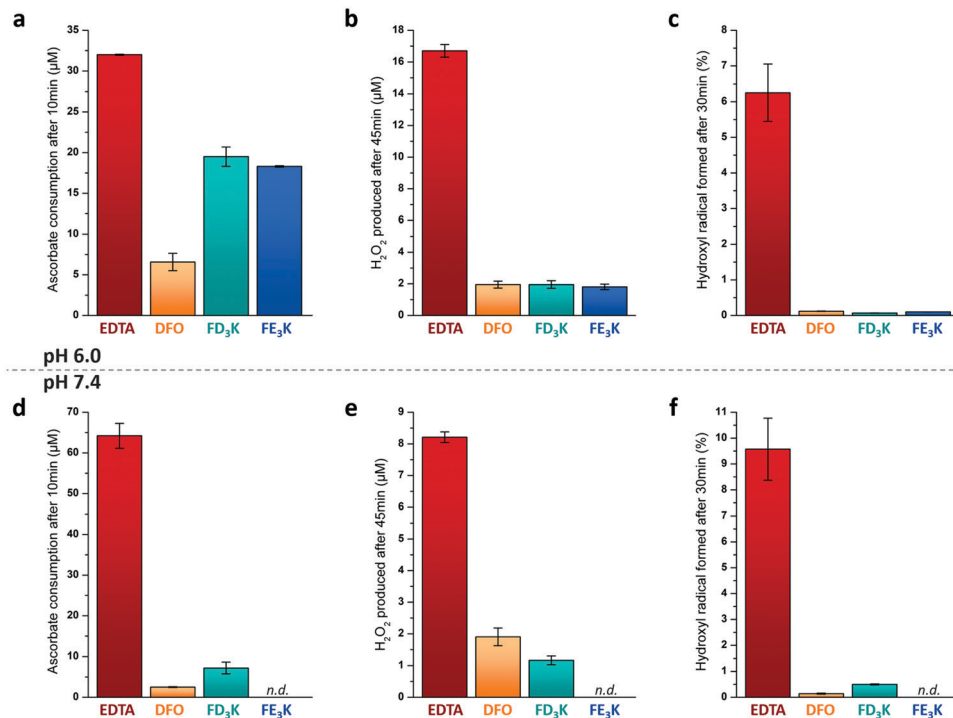 a
Ascorbate consumption after 10min (µM)
35
30
25
20
15
10
5
0
EDTA DFO FD₃K FE₃K
b
H₂O₂ produced after 45min (µM)
18
16
14
12
10
8
6
4
2
0
EDTA DFO FD₃K FE₃K
c
Hydroxyl radical formed after 30min (%)
8
7
6
5
4
3
2
1
0
EDTA DFO FD₃K FE₃K
pH 6.0
pH 7.4
d
Ascorbate consumption after 10min (µM)
70
60
50
40
30
20
10
0
n.d.
EDTA DFO FD₃K FE₃K
e
H₂O₂ produced after 45min (µM)
9
8
7
6
5
4
3
2
1
0
n.d.
EDTA DFO FD₃K FE₃K
f
Hydroxyl radical formed after 30min (%)
11
10
9
8
7
6
5
4
3
2
1
0
n.d.
EDTA DFO FD₃K FE₃K